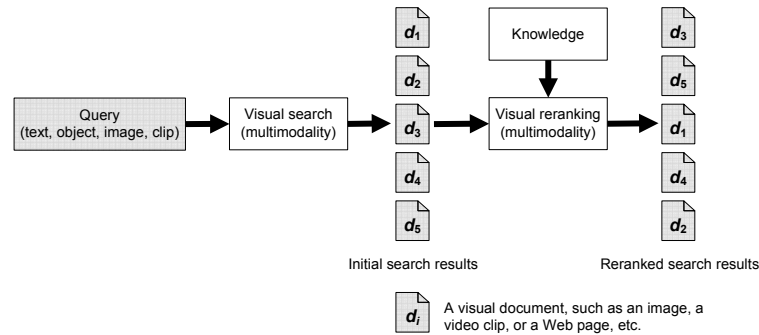 Query
(text, object, image, clip)
Visual search
(multimodality)
d1
d2
d3
d4
d5
Initial search results
Knowledge
Visual reranking
(multimodality)
d3
d5
d1
d4
d2
Reranked search results
di
A visual document, such as an image, a
video clip, or a Web page, etc.